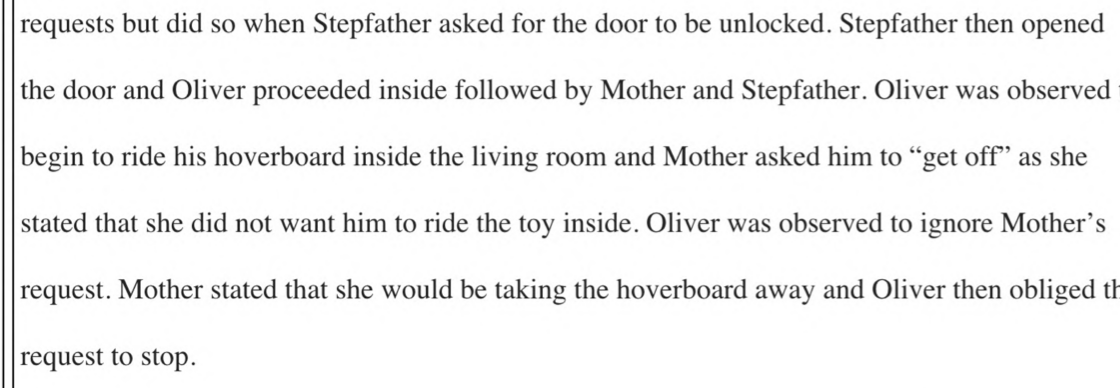 requests but did so when Stepfather asked for the door to be unlocked. Stepfather then opened
the door and Oliver proceeded inside followed by Mother and Stepfather. Oliver was observed
begin to ride his hoverboard inside the living room and Mother asked him to “get off” as she
stated that she did not want him to ride the toy inside. Oliver was observed to ignore Mother’s
request. Mother stated that she would be taking the hoverboard away and Oliver then obliged th
request to stop.